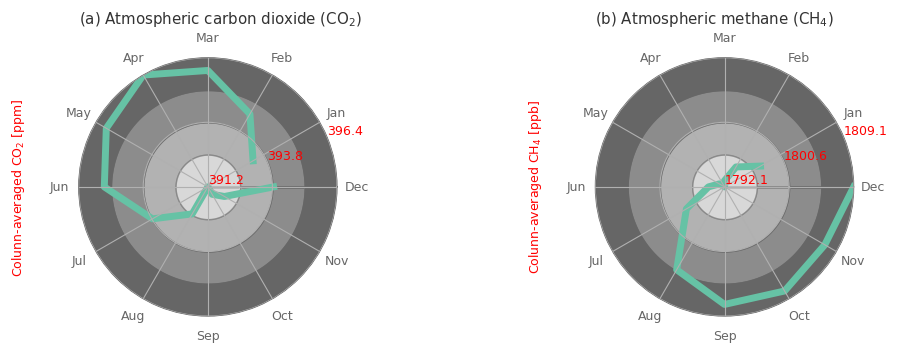 (a) Atmospheric carbon dioxide (CO₂)
Mar
Apr
Feb
May
Jan
396.4
393.8
391.2
Jun
Dec
Jul
Nov
Aug
Oct
Sep
Colunn-averaged CO₂ [ppm]
(b) Atmospheric methane (CH₄)
Mar
Apr
Feb
May
Jan
1809.1
1800.6
1792.1
Jun
Dec
Jul
Nov
Aug
Oct
Sep
Colunn-averaged CH₄ [ppb]